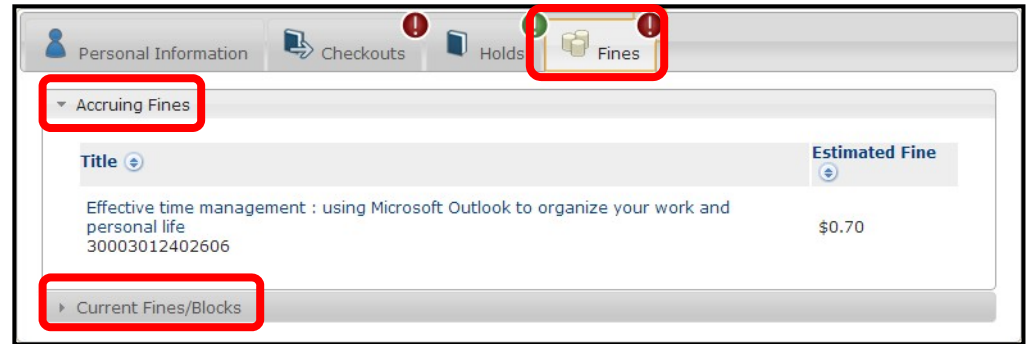 Personal Information
Checkouts
!
Holds
!
Fines
!
Accruing Fines
Title
Estimated Fine
Effective time management : using Microsoft Outlook to organize your work and
personal life
30003012402606
$0.70
Current Fines/Blocks